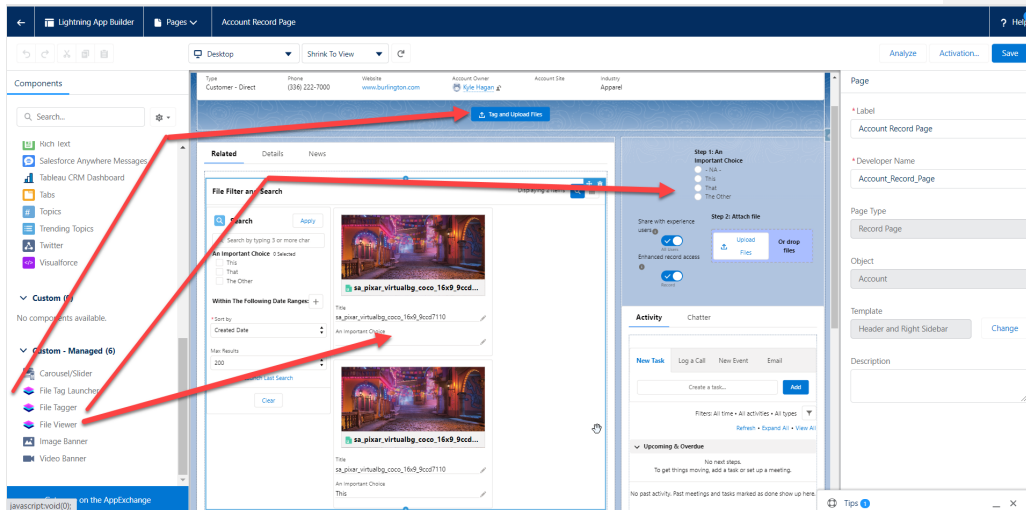 Lightning App Builder
Pages
Account Record Page
? Help
Desktop
Shrink To View
Analyze
Activation...
Save
Components
Search...
Rich Text
Salesforce Anywhere Messages
Tableau CRM Dashboard
Tabs
Topics
Trending Topics
Twitter
Visualforce
Custom (0)
No components available.
Custom - Managed (6)
Carousel/Slider
File Tag Launcher
File Tagger
File Viewer
Image Banner
Video Banner
on the AppExchange
javascript:void(0);
Type
Customer - Direct
Phone
(336) 222-7000
Website
www.burlington.com
Account Owner
Kyle Hagan
Account Site
Industry
Apparel
Tag and Upload Files
Related
Details
News
File Filter and Search
Displaying 2 items
Search
Apply
Search by typing 3 or more char
An Important Choice 0 Selected
This
That
The Other
Within The Following Date Ranges:
*Sort by
Created Date
Max Results
200
Last Search
Clear
sa_pixar_virtualbg_coco_16x9_9ccd...
Title
sa_pixar_virtualbg_coco_16x9_9ccd7110
An Important Choice
sa_pixar_virtualbg_coco_16x9_9ccd...
Title
sa_pixar_virtualbg_coco_16x9_9ccd7110
An Important Choice
This
Step 1: An
Important Choice
- NA -
This
That
The Other
Share with experience
users
All Users
Enhanced record access
Record
Step 2: Attach file
Upload
Files
Or drop
files
Activity
Chatter
New Task
Log a Call
New Event
Email
Create a task...
Add
Filters: All time • All activities • All types
Refresh • Expand All • View All
Upcoming & Overdue
No next steps.
To get things moving, add a task or set up a meeting.
No past activity. Past meetings and tasks marked as done show up here.
Page
*Label
Account Record Page
*Developer Name
Account_Record_Page
Page Type
Record Page
Object
Account
Template
Header and Right Sidebar
Change
Description
Tips 1